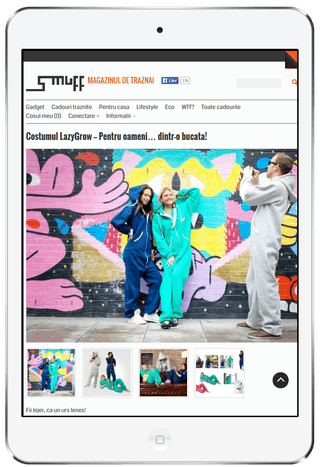 smuff
MAGAZINUL DE TRAZNAI
Like
Gadget Cadouri traznite Pentru casa Lifestyle Eco WTF? Toate cadourile
Cosul meu (0) Conectare Informatii
Costumul LazyGrow – Pentru oameni… dintr-o bucata!
Fii lejer, ca un urs lenes!